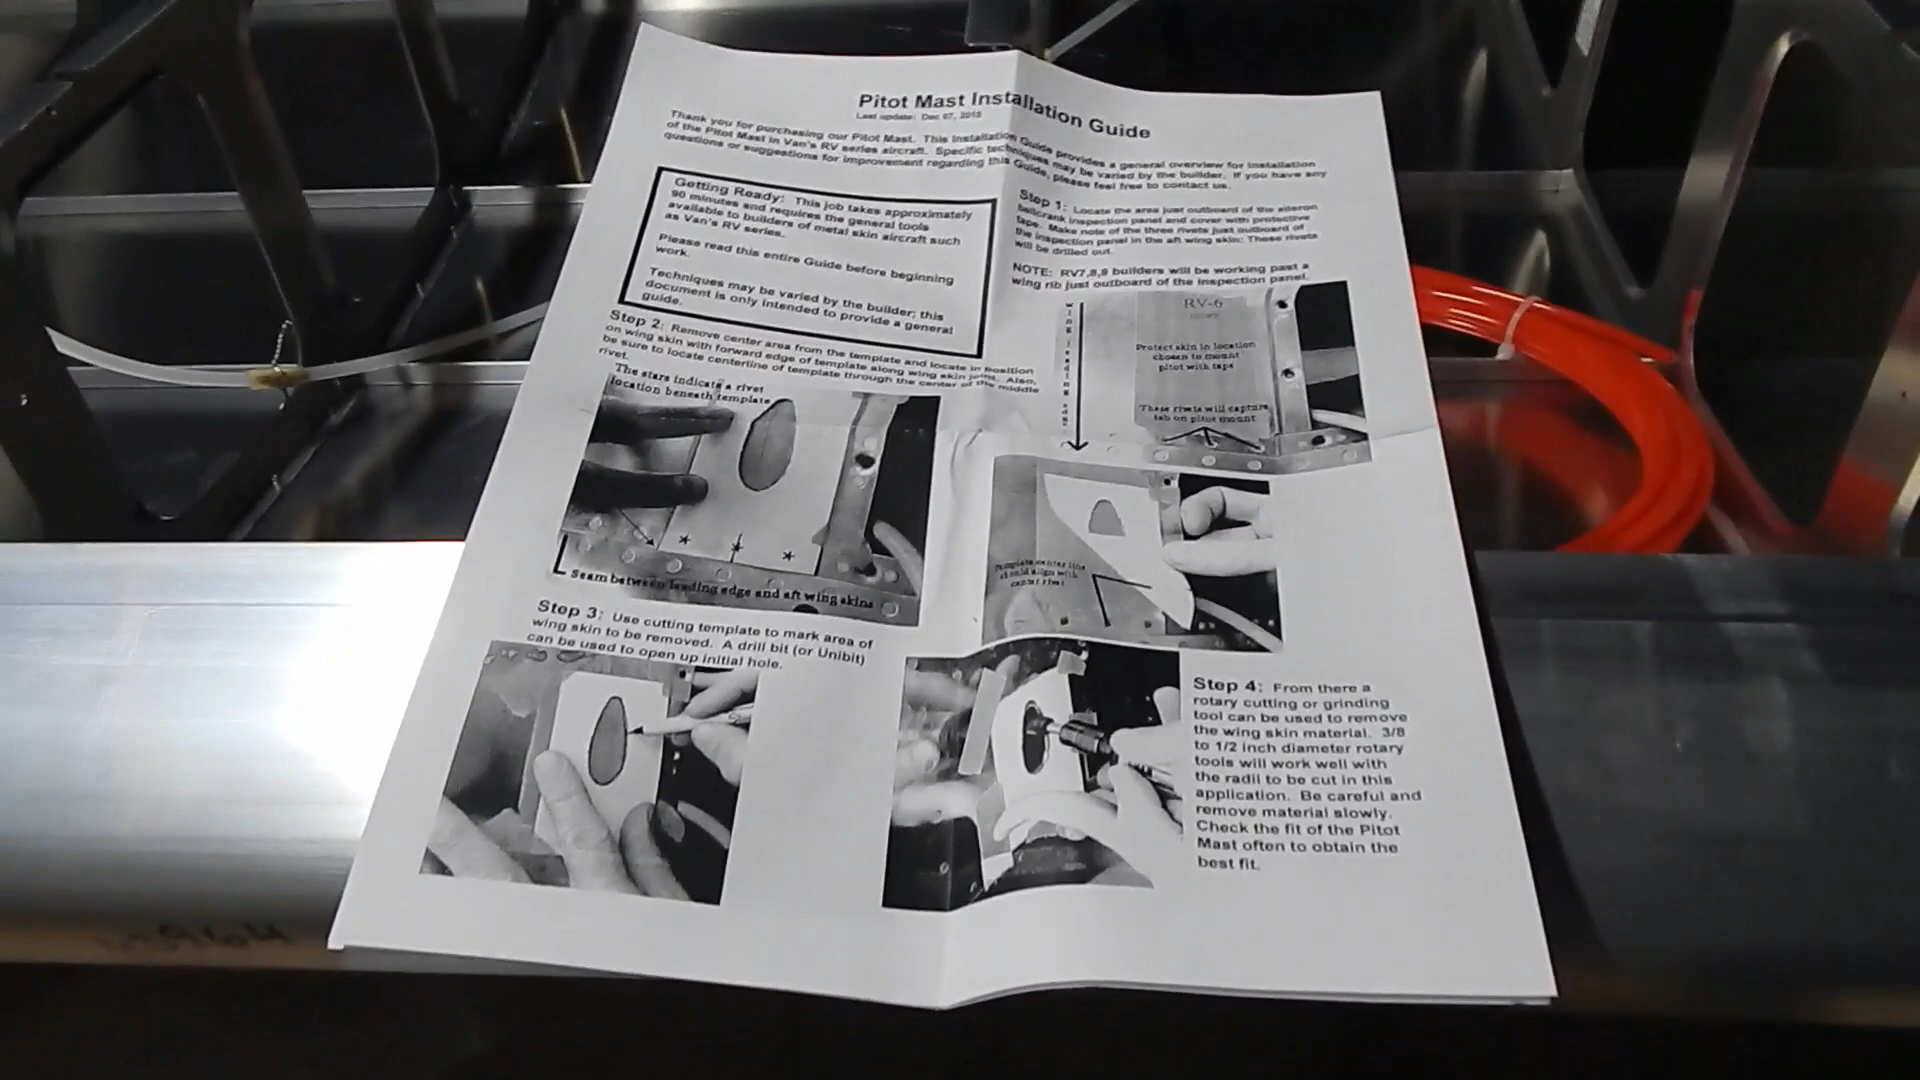 Pitot Mast Installation Guide
Last update: Dec 07, 2015
Thank you for purchasing our Pitot Mast. This Installation Guide provides a general overview for installation
of the Pitot Mast in Van's RV series aircraft. Specific techniques may be varied by the builder. If you have any
questions or suggestions for improvement regarding this Guide, please feel free to contact us.
Getting Ready: This job takes approximately
90 minutes and requires the general tools
available to builders of metal skin aircraft such
as Van's RV series.
Please read this entire Guide before beginning
work.
Techniques may be varied by the builder; this
document is only intended to provide a general
guide.
Step 1: Locate the area just outboard of the aileron
bellcrank inspection panel and cover with protective
tape. Make note of the three rivets just outboard of
the inspection panel in the aft wing skin: These rivets
will be drilled out.
NOTE: RV7,8,9 builders will be working past a
wing rib just outboard of the inspection panel.
RV-6
Protect skin in location
chosen to mount
pitot with tape
These rivets will capture
tab on pitot mount
Step 2: Remove center area from the template and locate in position
on wing skin with forward edge of template along wing skin joint. Also,
be sure to locate centerline of template through the center of the middle
rivet.
The stars indicate a rivet
location beneath template
Seam between leading edge and aft wing skins
Template center line
should align with
center rivet
Step 3: Use cutting template to mark area of
wing skin to be removed. A drill bit (or Unibit)
can be used to open up initial hole.
Step 4: From there a
rotary cutting or grinding
tool can be used to remove
the wing skin material. 3/8
to 1/2 inch diameter rotary
tools will work well with
the radii to be cut in this
application. Be careful and
remove material slowly.
Check the fit of the Pitot
Mast often to obtain the
best fit.